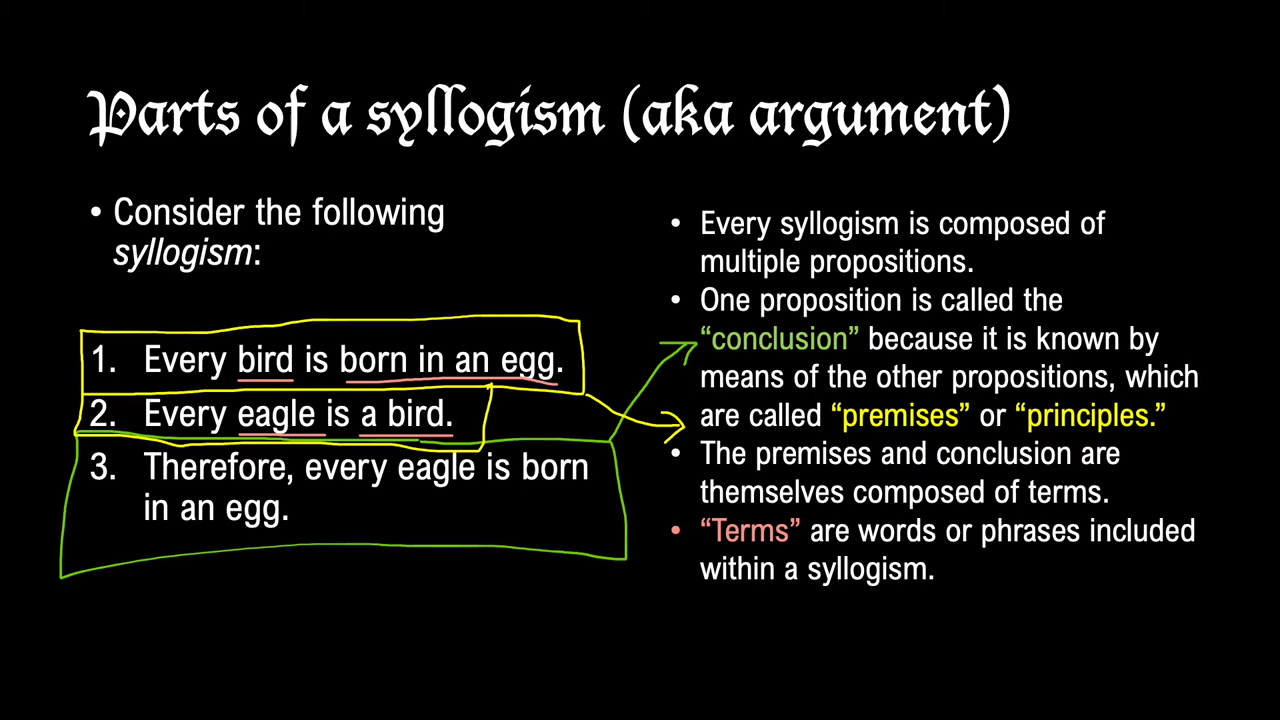 Parts of a syllogism (aka argument)
• Consider the following
syllogism:
1. Every bird is born in an egg.
2. Every eagle is a bird.
3. Therefore, every eagle is born
in an egg.
• Every syllogism is composed of
multiple propositions.
• One proposition is called the
“conclusion” because it is known by
means of the other propositions, which
are called “premises” or “principles.”
• The premises and conclusion are
themselves composed of terms.
• “Terms” are words or phrases included
within a syllogism.